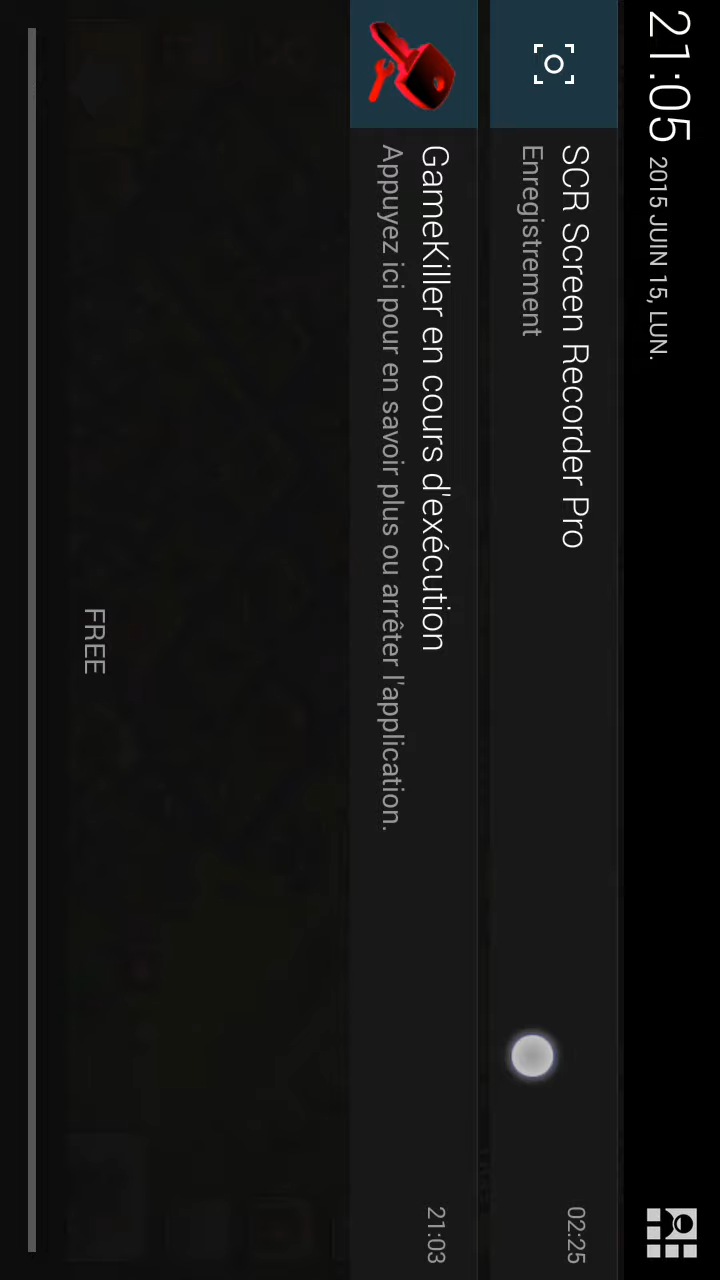 21:05 2015 JUIN 15, LUN.
SCR Screen Recorder Pro
Enregistrement
02:25
GameKiller en cours d'exécution
21:03
Appuyez ici pour en savoir plus ou arrêter l'application.
FREE